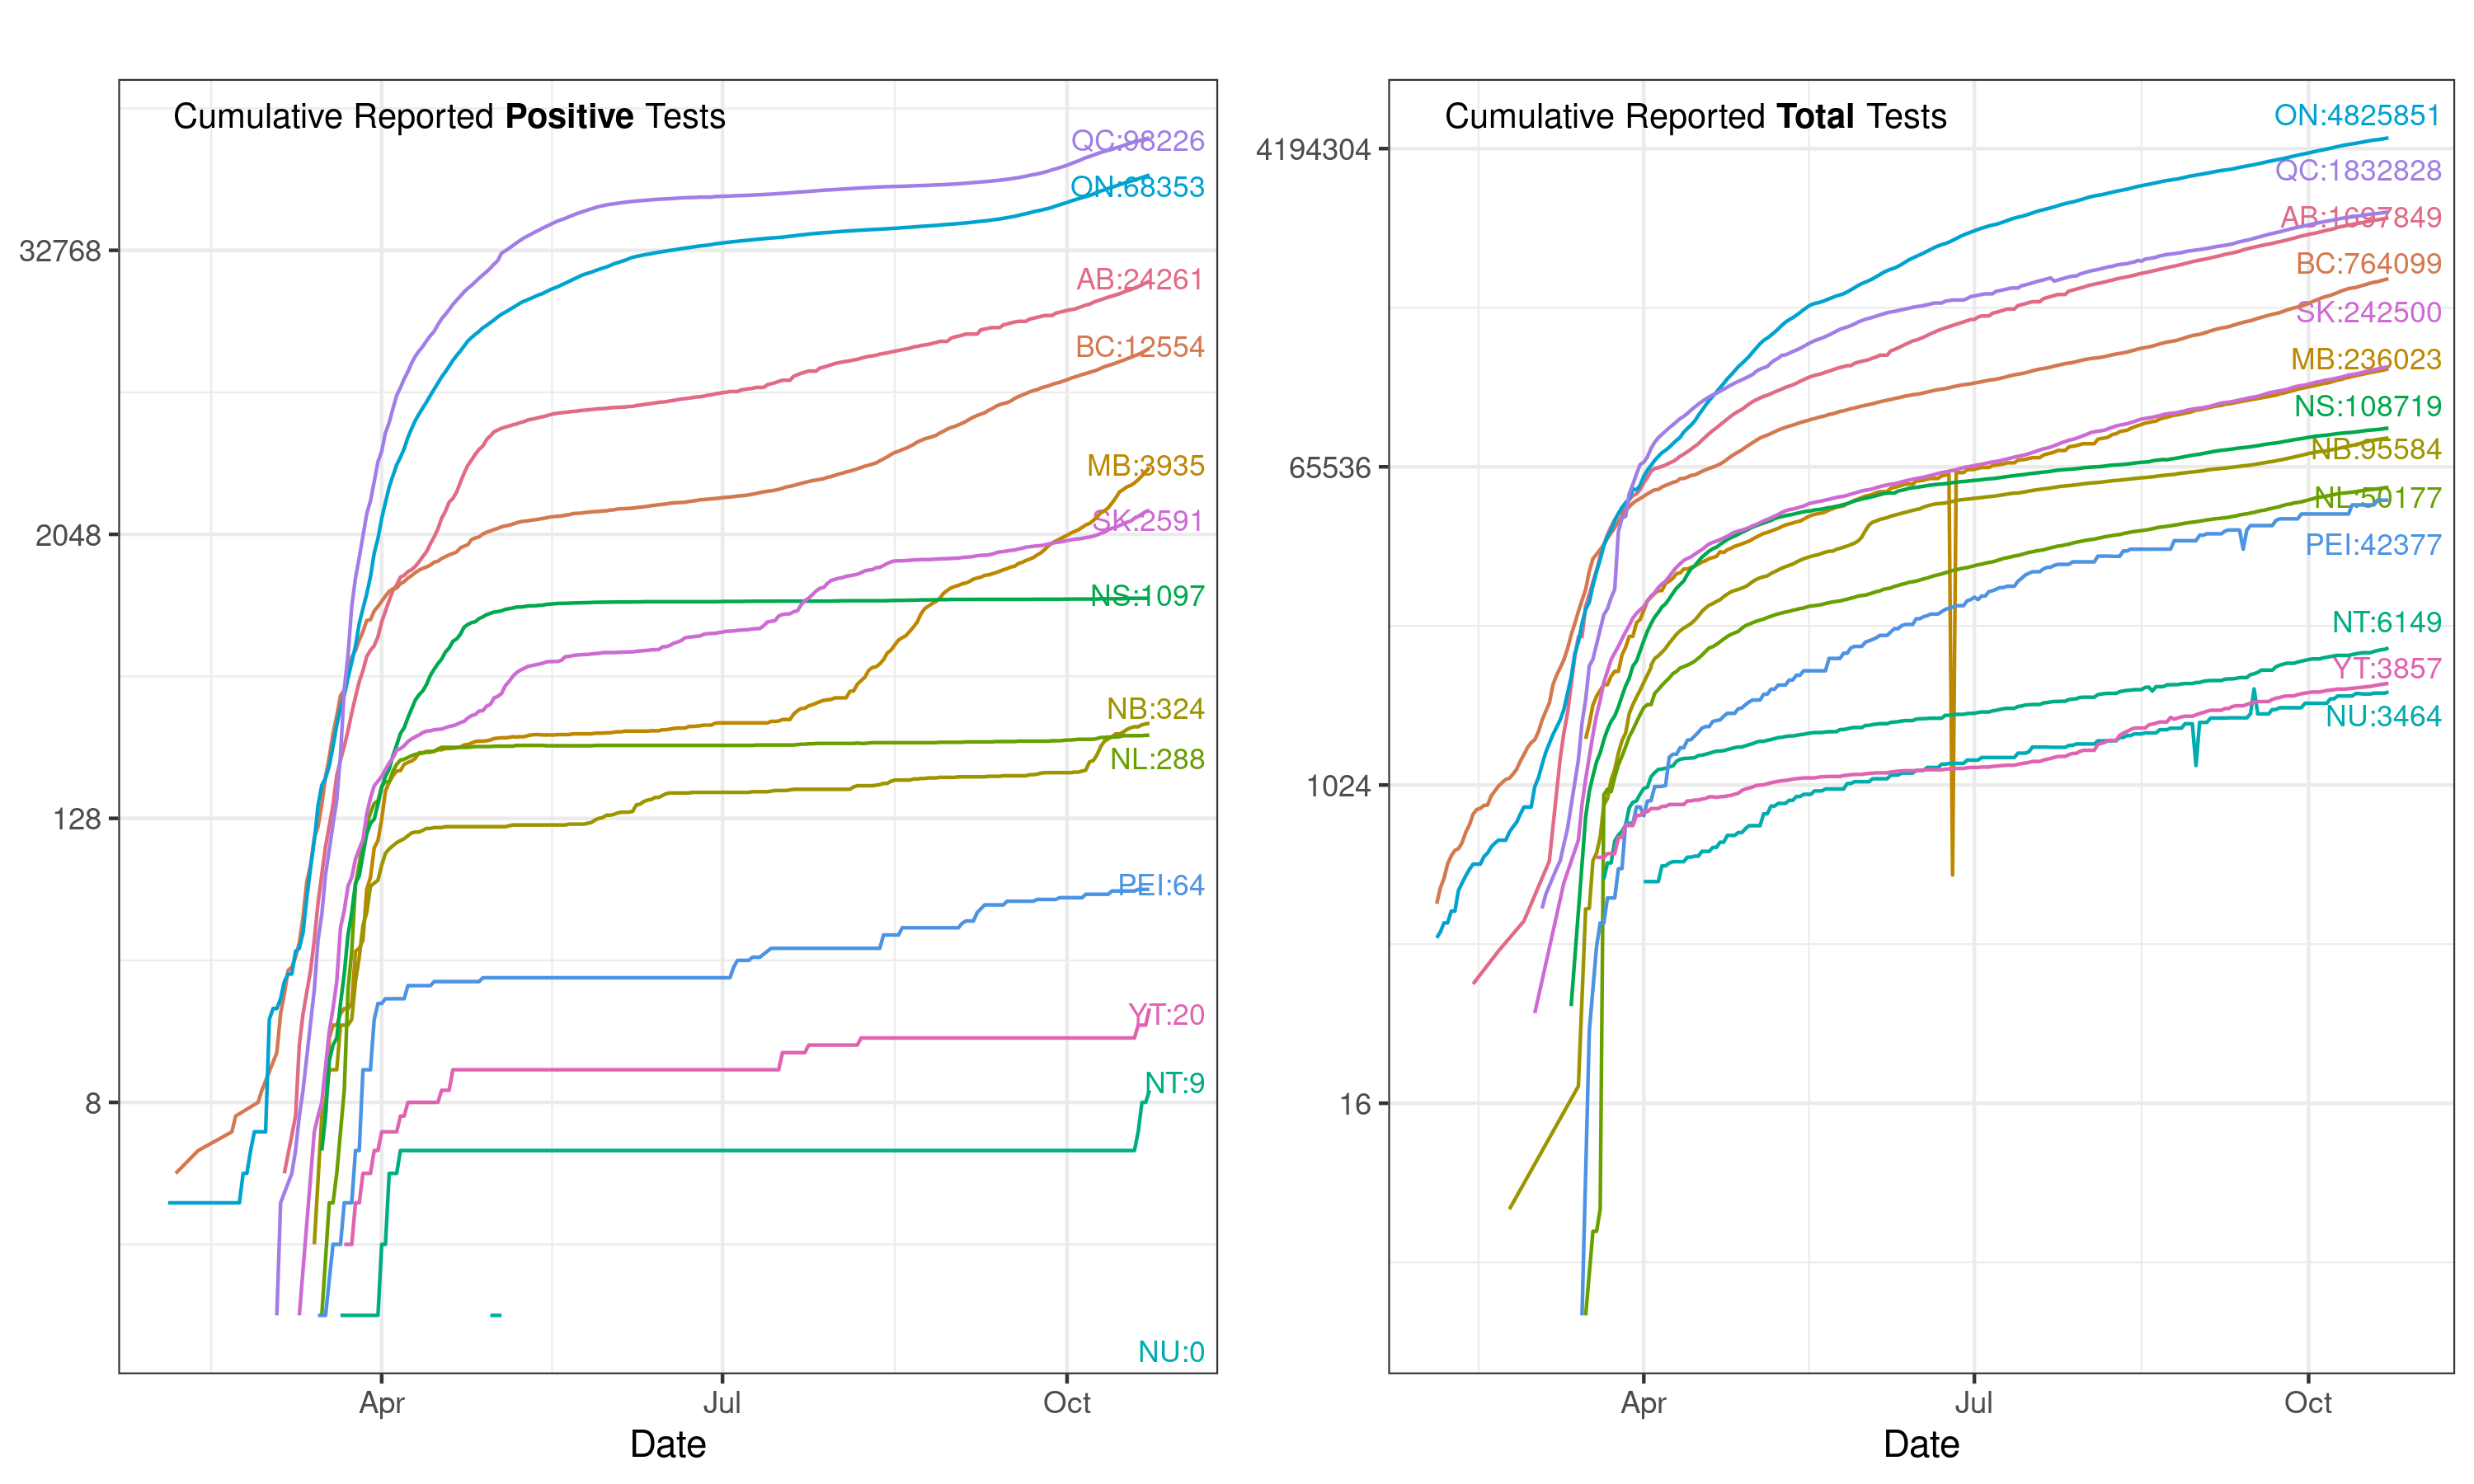 Cumulative Reported Positive Tests
QC:98226
ON:68353
AB:24261
BC:12554
MB:3935
SK:2591
NS:1097
NB:324
NL:288
PEI:64
YT:20
NT:9
NU:0
32768
2048
128
8
Apr
Jul
Oct
Date
Cumulative Reported Total Tests
ON:4825851
QC:1832828
AB:1697849
BC:764099
SK:242500
MB:236023
NS:108719
NB:95584
NL:50177
PEI:42377
NT:6149
YT:3857
NU:3464
4194304
65536
1024
16
Apr
Jul
Oct
Date